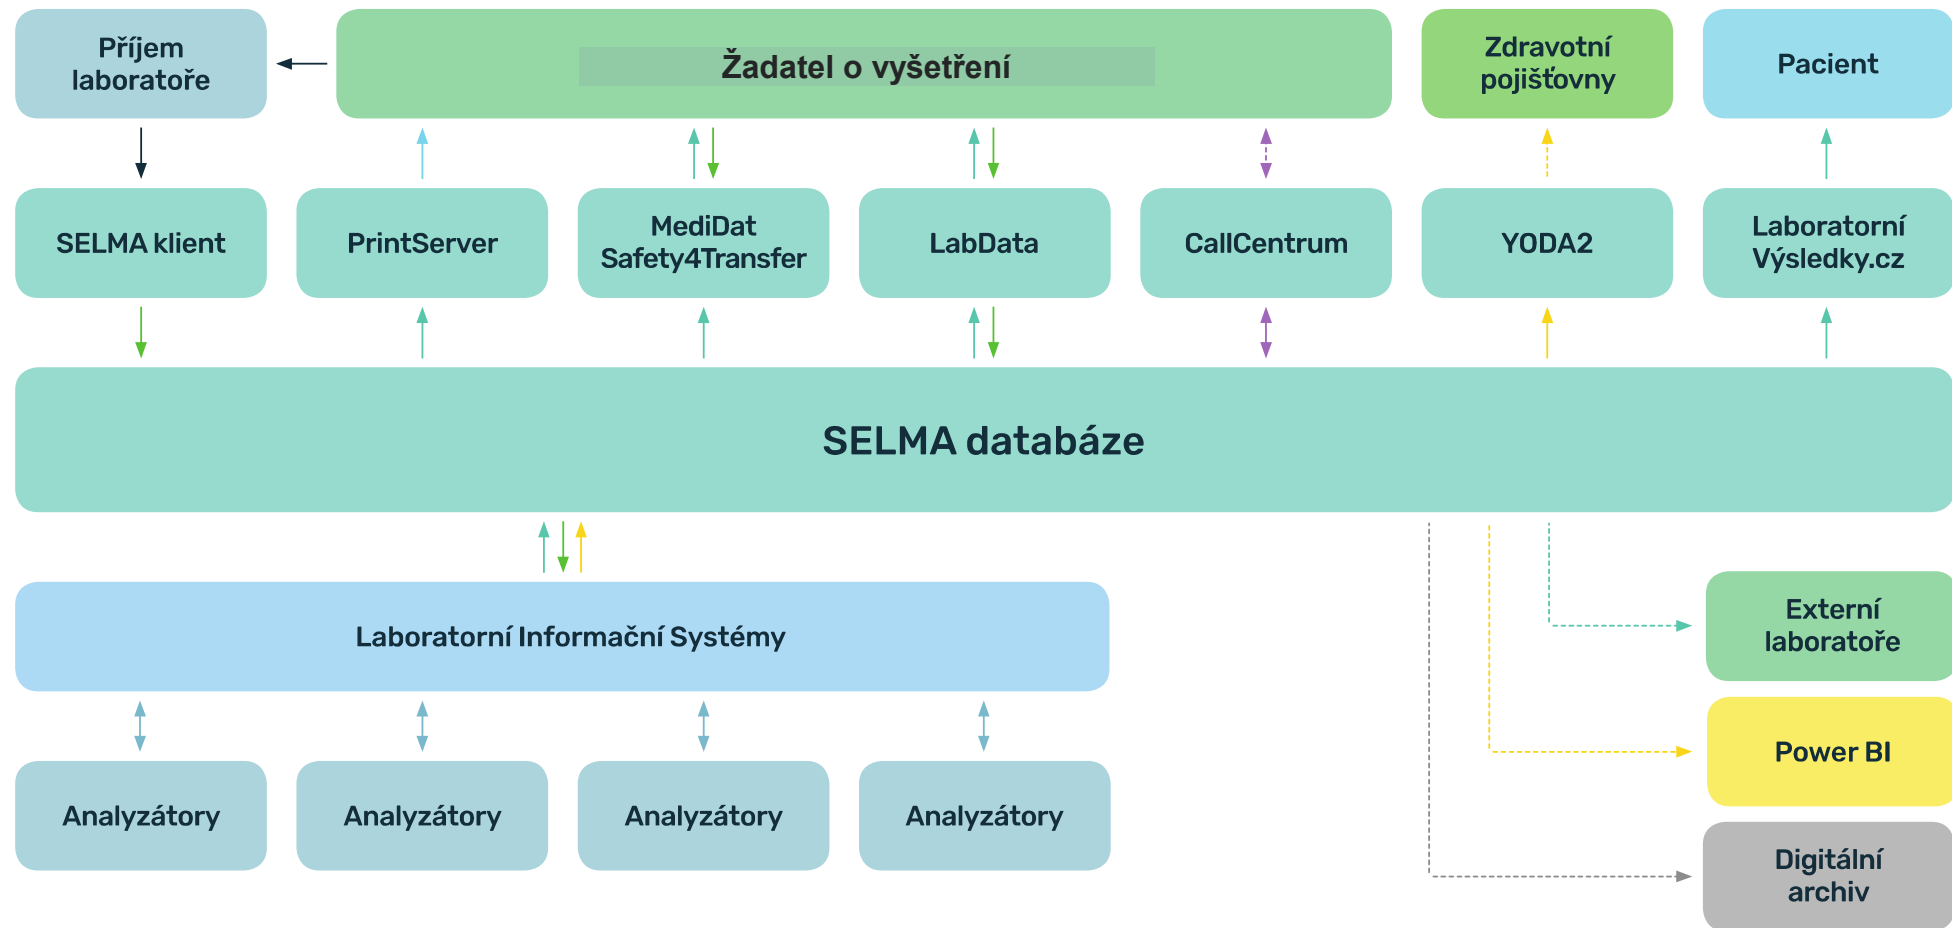 Příjem
laboratoře
Žadatel o vyšetření
Zdravotní
pojišťovny
Pacient
SELMA klient
PrintServer
MediDat
Safety4Transfer
LabData
CallCentrum
YODA2
Laboratorní
Výsledky.cz
SELMA databáze
Laboratorní Informační Systémy
Externí
laboratoře
Power BI
Analyzátory
Analyzátory
Analyzátory
Analyzátory
Digitální
archiv